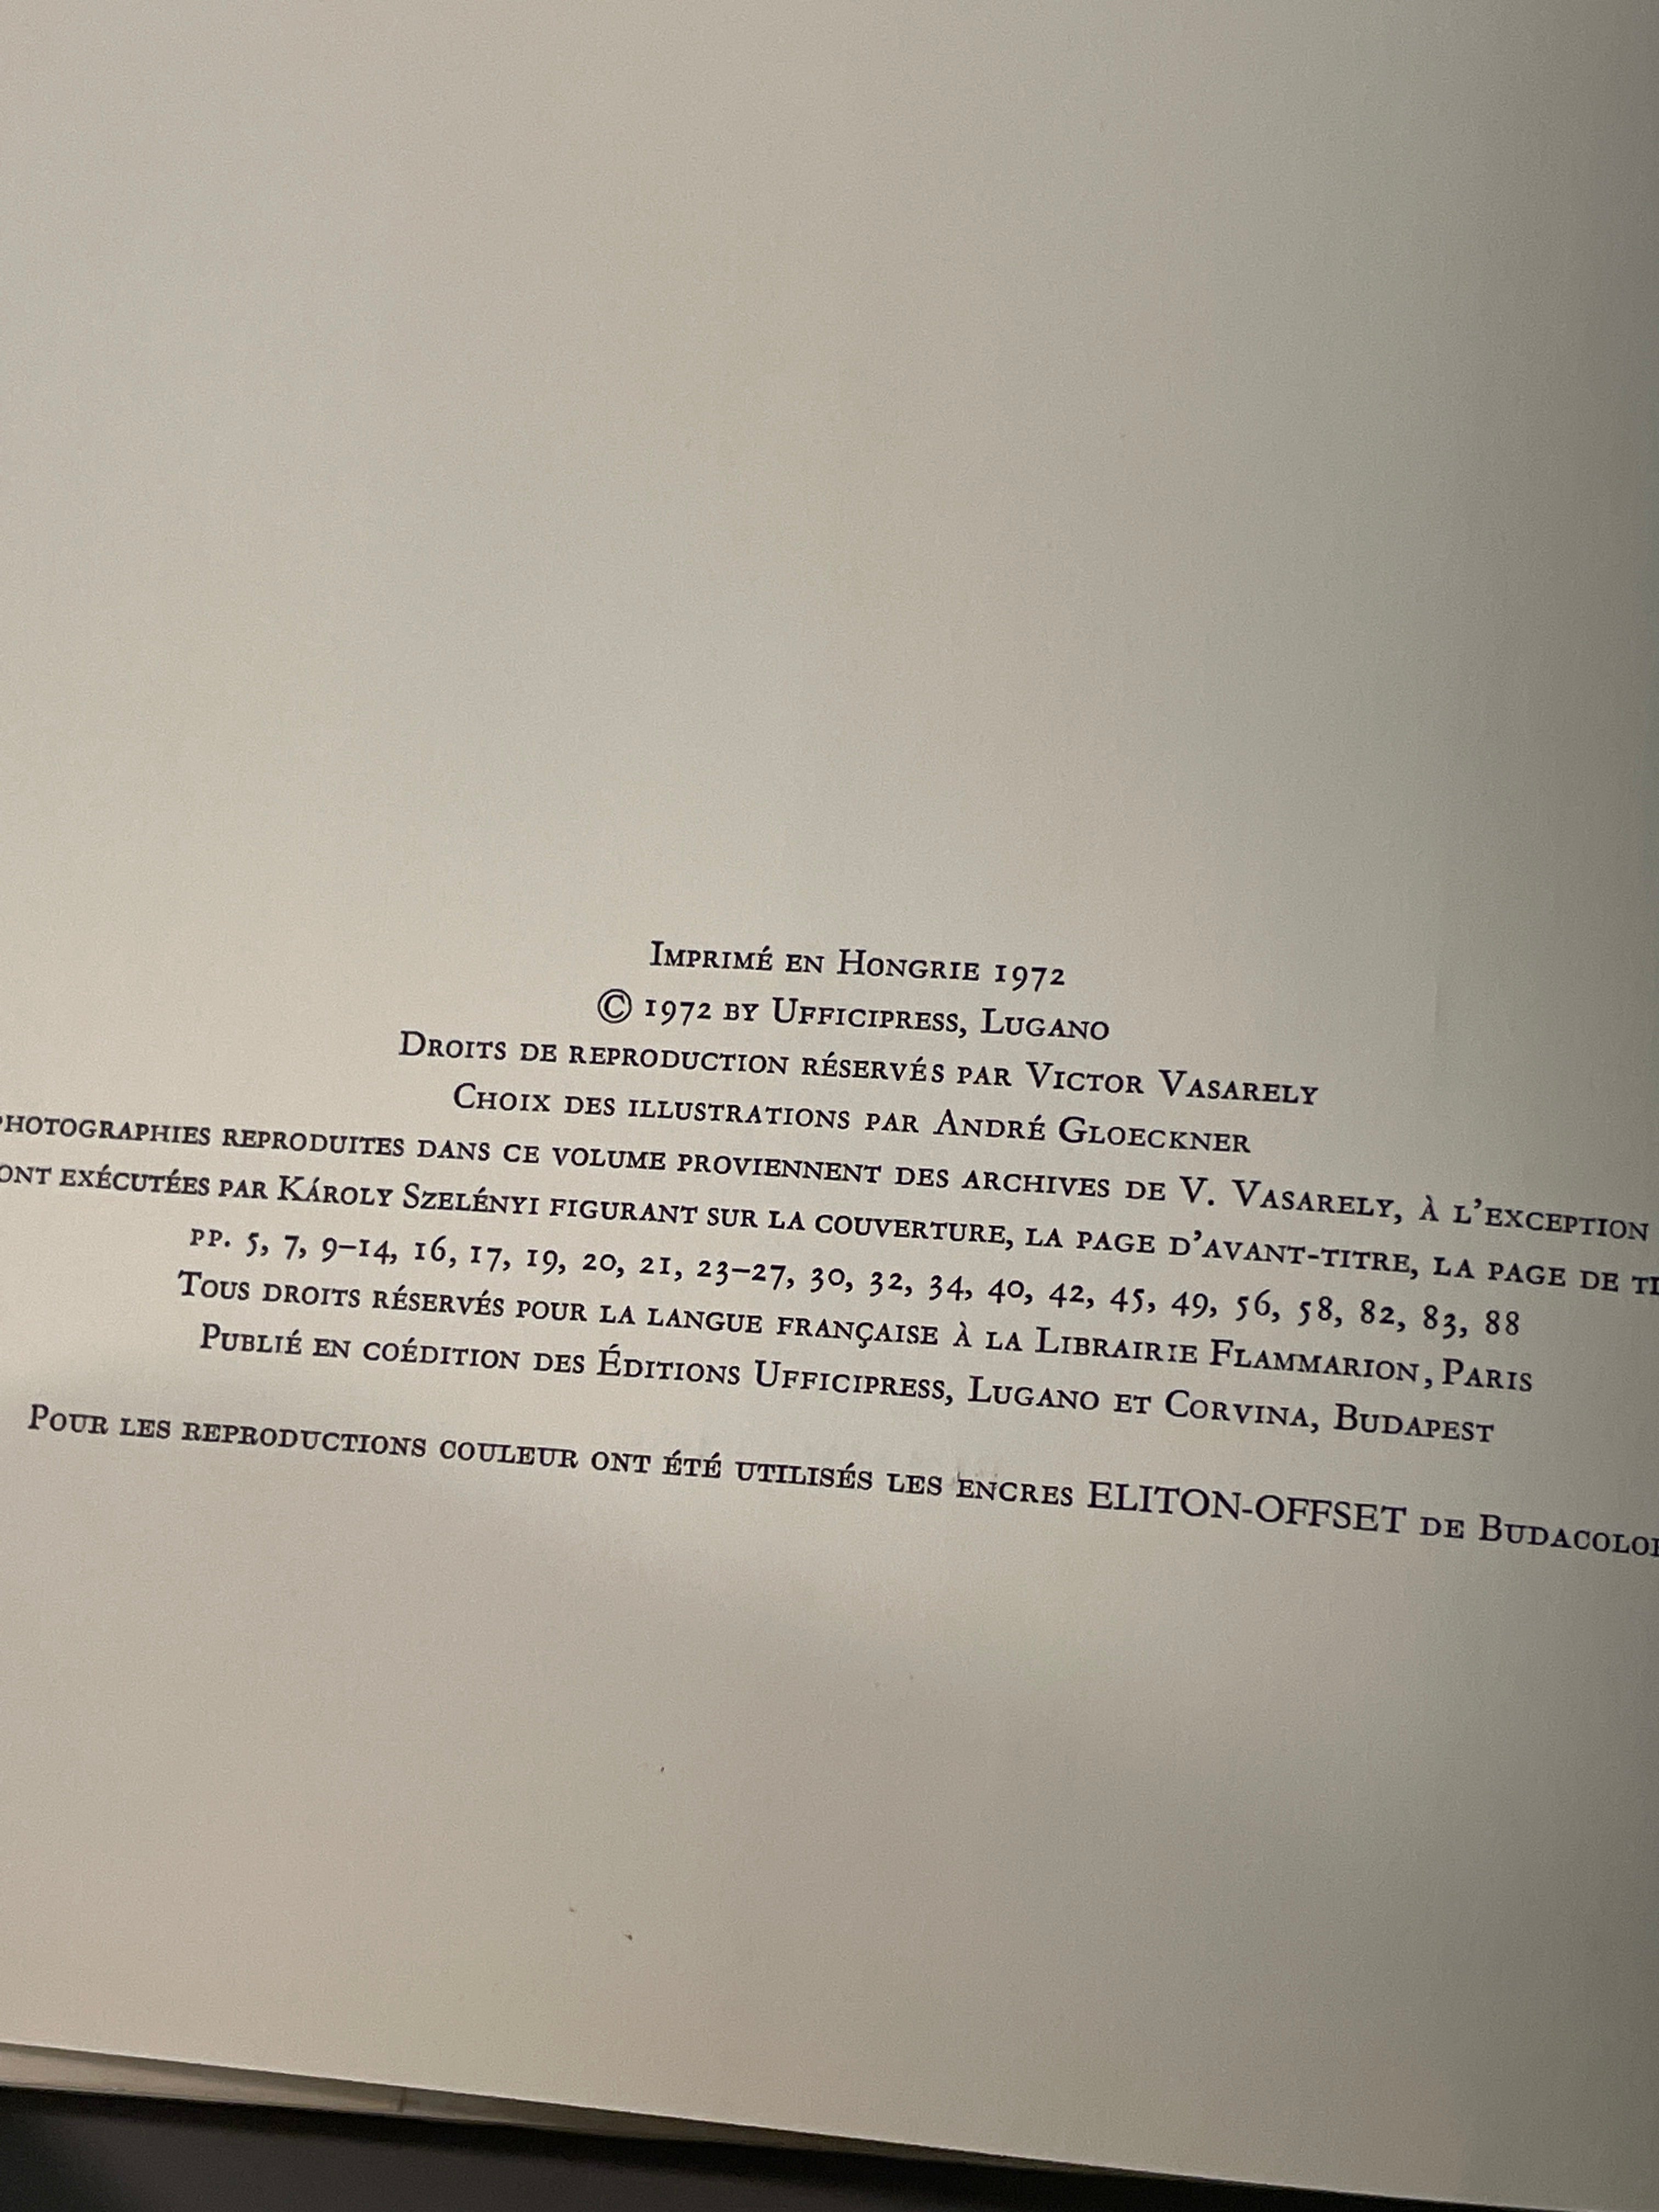 Imprimé en Hongrie 1972
© 1972 by Ufficipress, Lugano
Droits de reproduction réservés par Victor Vasarely
Choix des illustrations par André Gloeckner
photographies reproduites dans ce volume proviennent des archives de V. Vasarely, à l'exception
ont exécutées par Károly Szelényi figurant sur la couverture, la page d'avant-titre, la page de
pp. 5, 7, 9–14, 16, 17, 19, 20, 21, 23–27, 30, 32, 34, 40, 42, 45, 49, 56, 58, 82, 83, 88
Tous droits réservés pour la langue française à la Librairie Flammarion, Paris
Publié en coédition des Éditions Ufficipress, Lugano et Corvina, Budapest
Pour les reproductions couleur ont été utilisés les encres ELITON-OFFSET de Budacolor